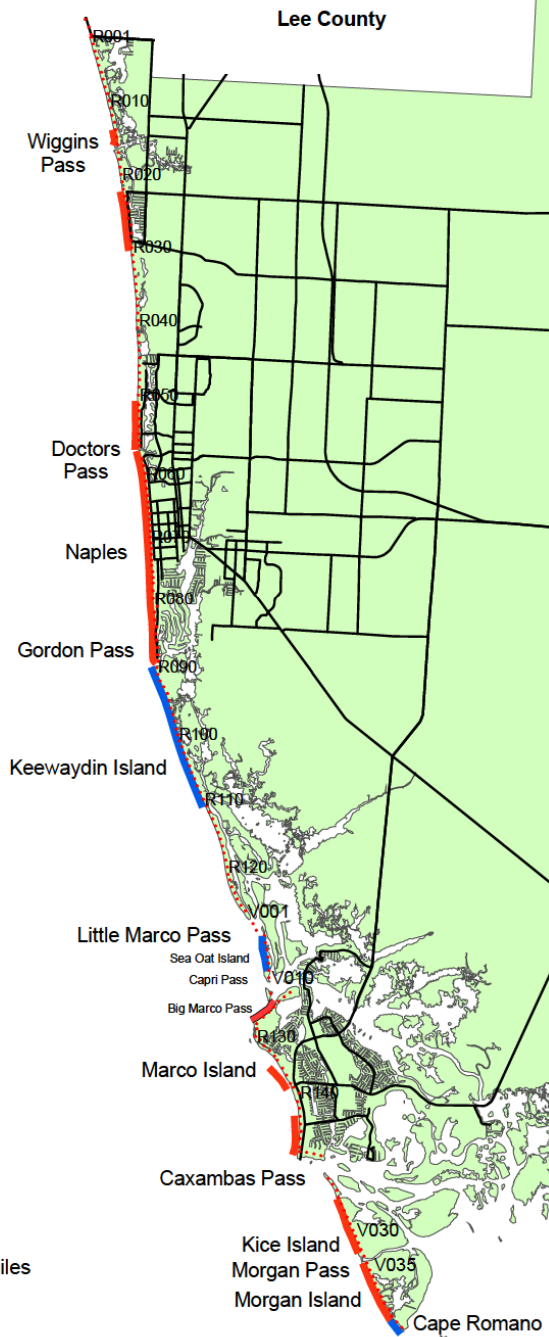 Lee County
R001
R010
Wiggins
Pass
R020
R030
R040
R050
Doctors
Pass
R060
Naples
R080
Gordon Pass
R090
R100
Keewaydin Island
R110
R120
V001
Little Marco Pass
Sea Oat Island
Capri Pass
V010
Big Marco Pass
R130
Marco Island
R140
Caxambas Pass
V030
Kice Island
Morgan Pass
V035
iles
Morgan Island
Cape Romano